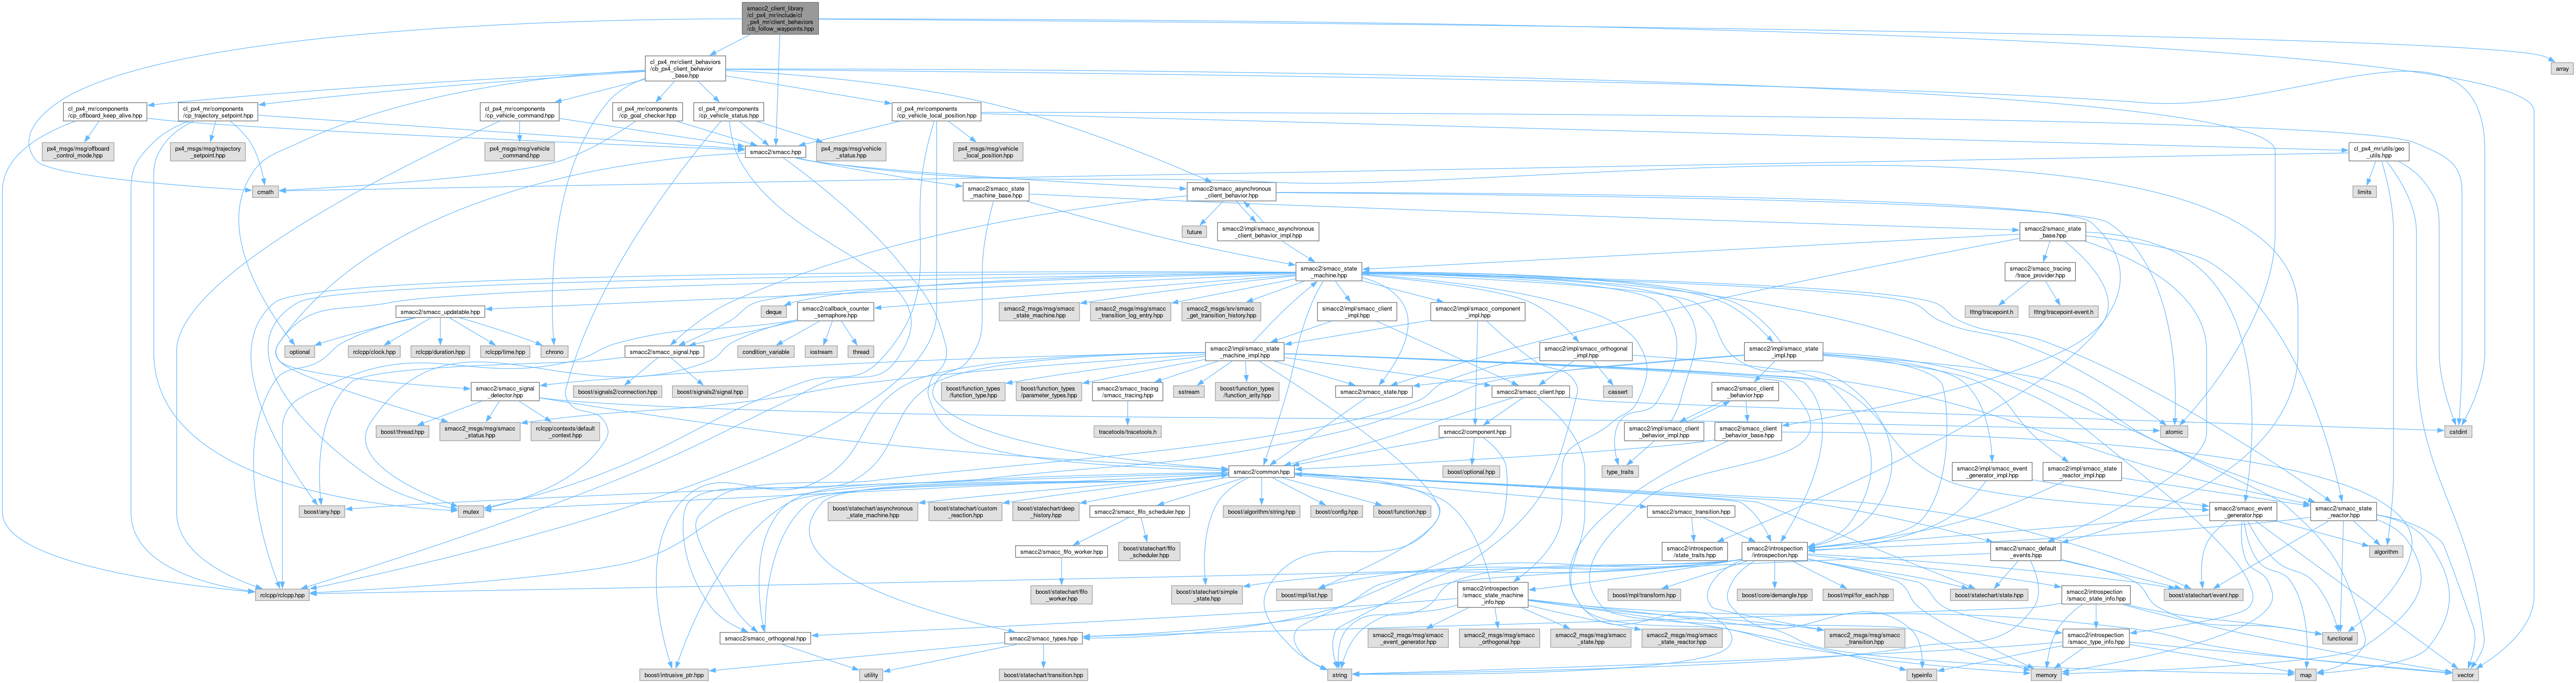 smacc2_client_library
/cl_px4_mr/include/cl
_px4_mr/client_behaviors
/cb_follow_waypoints.hpp
cl_px4_mr/client_behaviors
/cb_px4_client_behavior
_base.hpp
array
cl_px4_mr/components
/cp_offboard_keep_alive.hpp
cl_px4_mr/components
/cp_trajectory_setpoint.hpp
cl_px4_mr/components
/cp_vehicle_command.hpp
cl_px4_mr/components
/cp_goal_checker.hpp
cl_px4_mr/components
/cp_vehicle_status.hpp
cl_px4_mr/components
/cp_vehicle_local_position.hpp
px4_msgs/msg/offboard
_control_mode.hpp
px4_msgs/msg/trajectory
_setpoint.hpp
px4_msgs/msg/vehicle
_command.hpp
smacc2/smacc.hpp
px4_msgs/msg/vehicle
_status.hpp
px4_msgs/msg/vehicle
_local_position.hpp
cl_px4_mr/utils/geo
_utils.hpp
cmath
smacc2/smacc_state
_machine_base.hpp
smacc2/smacc_asynchronous
_client_behavior.hpp
limits
future
smacc2/impl/smacc_asynchronous
_client_behavior_impl.hpp
smacc2/smacc_state
_base.hpp
smacc2/smacc_state
_machine.hpp
smacc2/smacc_tracing
/trace_provider.hpp
smacc2/smacc_updatable.hpp
smacc2/callback_counter
_semaphore.hpp
deque
smacc2_msgs/msg/smacc
_state_machine.hpp
smacc2_msgs/msg/smacc
_transition_log_entry.hpp
smacc2_msgs/srv/smacc
_get_transition_history.hpp
smacc2/impl/smacc_client
_impl.hpp
smacc2/impl/smacc_component
_impl.hpp
lttng/tracepoint.h
lttng/tracepoint-event.h
optional
rclcpp/clock.hpp
rclcpp/duration.hpp
rclcpp/time.hpp
chrono
smacc2/smacc_signal.hpp
condition_variable
iostream
thread
smacc2/impl/smacc_state
_machine_impl.hpp
smacc2/impl/smacc_orthogonal
_impl.hpp
smacc2/impl/smacc_state
_impl.hpp
smacc2/smacc_signal
_detector.hpp
boost/signals2/connection.hpp
boost/signals2/signal.hpp
boost/function_types
/function_type.hpp
boost/function_types
/parameter_types.hpp
smacc2/smacc_tracing
/smacc_tracing.hpp
sstream
boost/function_types
/function_arity.hpp
smacc2/smacc_state.hpp
smacc2/smacc_client.hpp
cassert
smacc2/smacc_client
_behavior.hpp
boost/thread.hpp
smacc2_msgs/msg/smacc
_status.hpp
rclcpp/contexts/default
_context.hpp
tracetools/tracetools.h
smacc2/component.hpp
smacc2/impl/smacc_client
_behavior_impl.hpp
smacc2/smacc_client
_behavior_base.hpp
atomic
cstdint
smacc2/common.hpp
boost/optional.hpp
type_traits
smacc2/impl/smacc_event
_generator_impl.hpp
smacc2/impl/smacc_state
_reactor_impl.hpp
boost/any.hpp
mutex
boost/statechart/asynchronous
_state_machine.hpp
boost/statechart/custom
_reaction.hpp
boost/statechart/deep
_history.hpp
smacc2/smacc_fifo_scheduler.hpp
boost/algorithm/string.hpp
boost/config.hpp
boost/function.hpp
smacc2/smacc_transition.hpp
smacc2/smacc_event
_generator.hpp
smacc2/smacc_state
_reactor.hpp
smacc2/smacc_fifo_worker.hpp
boost/statechart/fifo
_scheduler.hpp
smacc2/introspection
/state_traits.hpp
smacc2/introspection
/introspection.hpp
smacc2/smacc_default
_events.hpp
algorithm
rclcpp/rclcpp.hpp
boost/statechart/fifo
_worker.hpp
boost/statechart/simple
_state.hpp
boost/mpl/list.hpp
smacc2/introspection
/smacc_state_machine
_info.hpp
boost/mpl/transform.hpp
boost/core/demangle.hpp
boost/mpl/for_each.hpp
boost/statechart/state.hpp
smacc2/introspection
/smacc_state_info.hpp
boost/statechart/event.hpp
smacc2/smacc_orthogonal.hpp
smacc2/smacc_types.hpp
smacc2_msgs/msg/smacc
_event_generator.hpp
smacc2_msgs/msg/smacc
_orthogonal.hpp
smacc2_msgs/msg/smacc
_state.hpp
smacc2_msgs/msg/smacc
_state_reactor.hpp
smacc2_msgs/msg/smacc
_transition.hpp
smacc2/introspection
/smacc_type_info.hpp
functional
boost/intrusive_ptr.hpp
utility
boost/statechart/transition.hpp
string
typeinfo
memory
map
vector